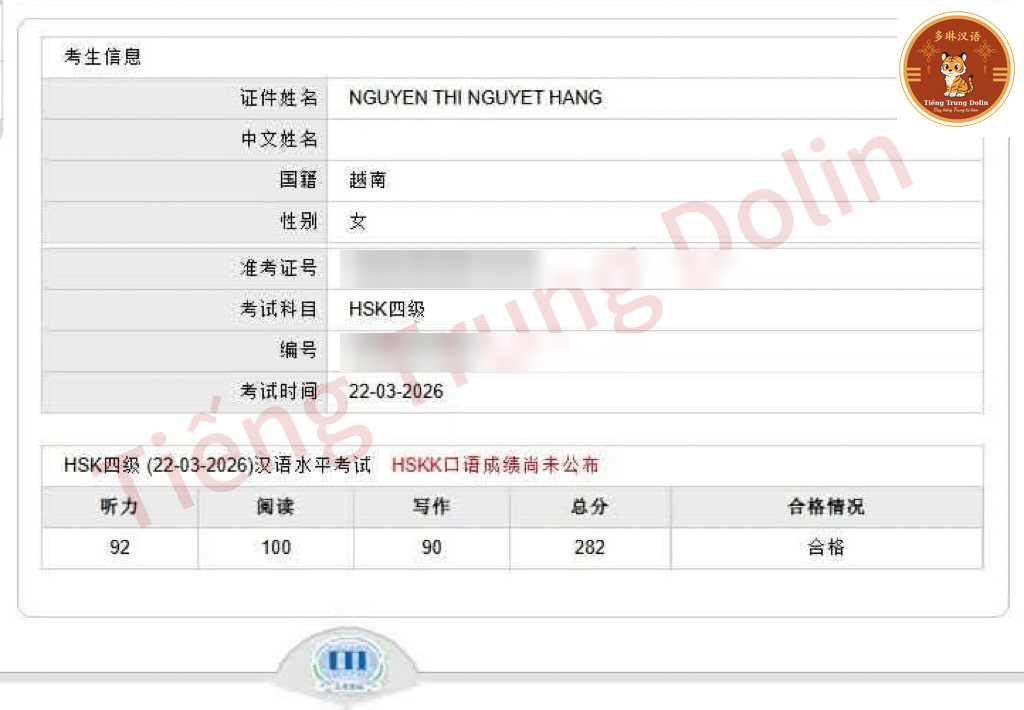 多琳汉语
Tiếng Trung Dolin
考生信息
证件姓名 NGUYEN THI NGUYET HANG
中文姓名
国籍 越南
性别 女
准考证号
考试科目 HSK四级
编号
考试时间 22-03-2026
Tiếng Trung Dolin
HSK四级 (22-03-2026)汉语水平考试 HSKK口语成绩尚未公布
听力 阅读 写作 总分 合格情况
92 100 90 282 合格